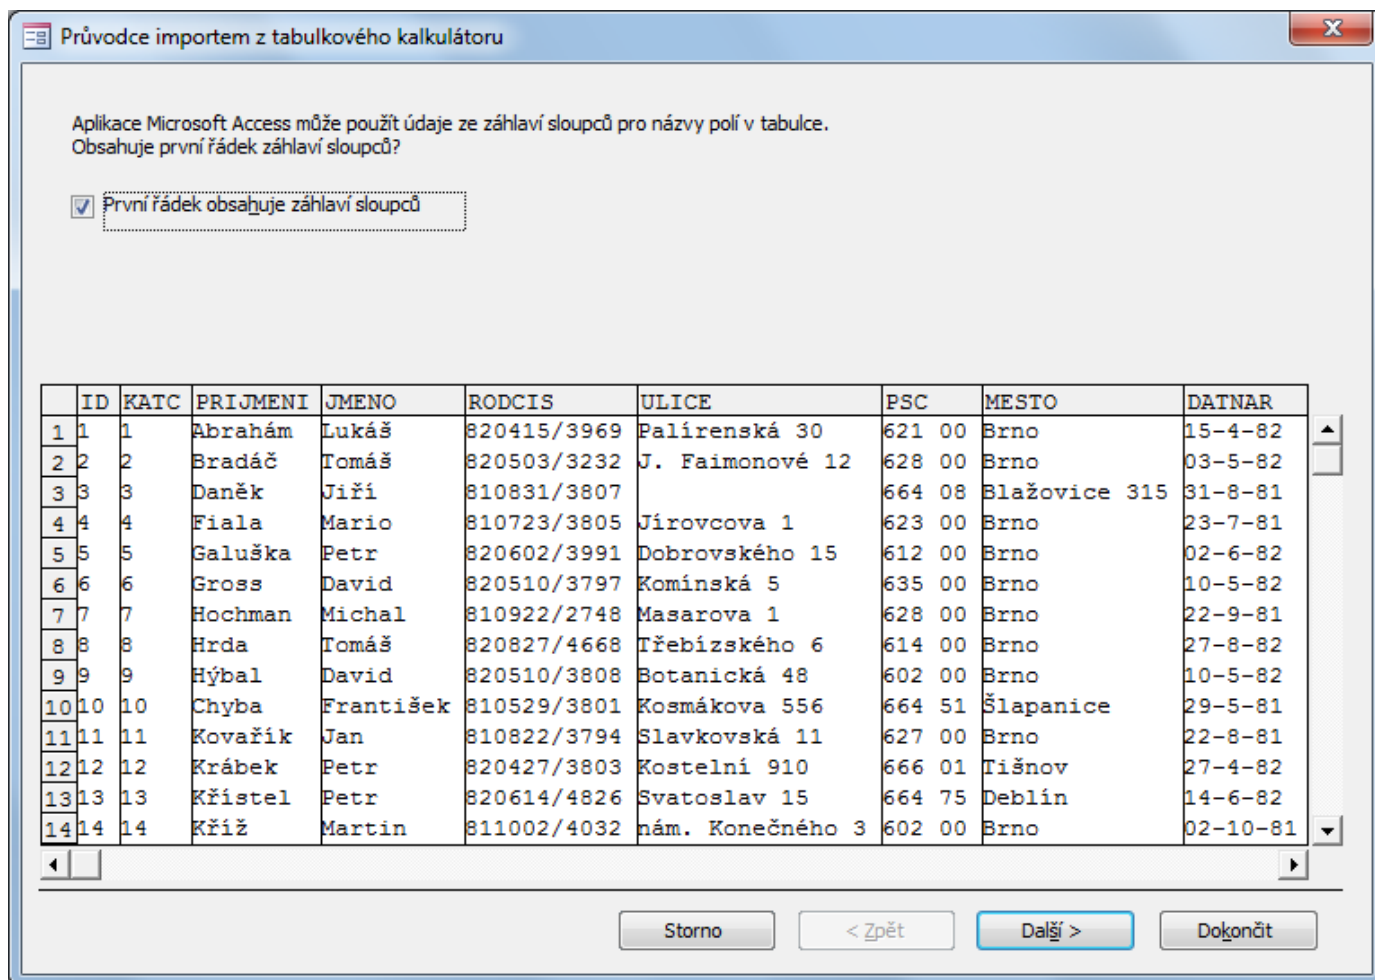 Průvodce importem z tabulkového kalkulátoru
Aplikace Microsoft Access může použít údaje ze záhlaví sloupců pro názvy polí v tabulce.
Obsahuje první řádek záhlaví sloupců?
První řádek obsahuje záhlaví sloupců
ID KATC PRIJMENI JMENO RODCIS ULICE PSC MESTO DATNAR
1 1 1 Abrahám Lukáš 820415/3969 Palírenská 30 621 00 Brno 15-4-82
2 2 2 Bradáč Tomáš 820503/3232 J. Faimonové 12 628 00 Brno 03-5-82
3 3 3 Daněk Jiří 810831/3807 664 08 Blažovice 315 31-8-81
4 4 4 Fiala Mario 810723/3805 Jírovcova 1 623 00 Brno 23-7-81
5 5 5 Galuška Petr 820602/3991 Dobrovského 15 612 00 Brno 02-6-82
6 6 6 Gross David 820510/3797 Komínská 5 635 00 Brno 10-5-82
7 7 7 Hochman Michal 810922/2748 Masarova 1 628 00 Brno 22-9-81
8 8 8 Hrda Tomáš 820827/4668 Třebízského 6 614 00 Brno 27-8-82
9 9 9 Hýbal David 820510/3808 Botanická 48 602 00 Brno 10-5-82
10 10 10 Chyba František 810529/3801 Kosmákova 556 664 51 Šlapanice 29-5-81
11 11 11 Kovařík Jan 810822/3794 Slavkovská 11 627 00 Brno 22-8-81
12 12 12 Krábek Petr 820427/3803 Kostelní 910 666 01 Tišnov 27-4-82
13 13 13 Křístel Petr 820614/4826 Svatoslav 15 664 75 Deblín 14-6-82
14 14 14 Kříž Martin 811002/4032 nám. Konečného 3 602 00 Brno 02-10-81
Storno < Zpět Další > Dokončit